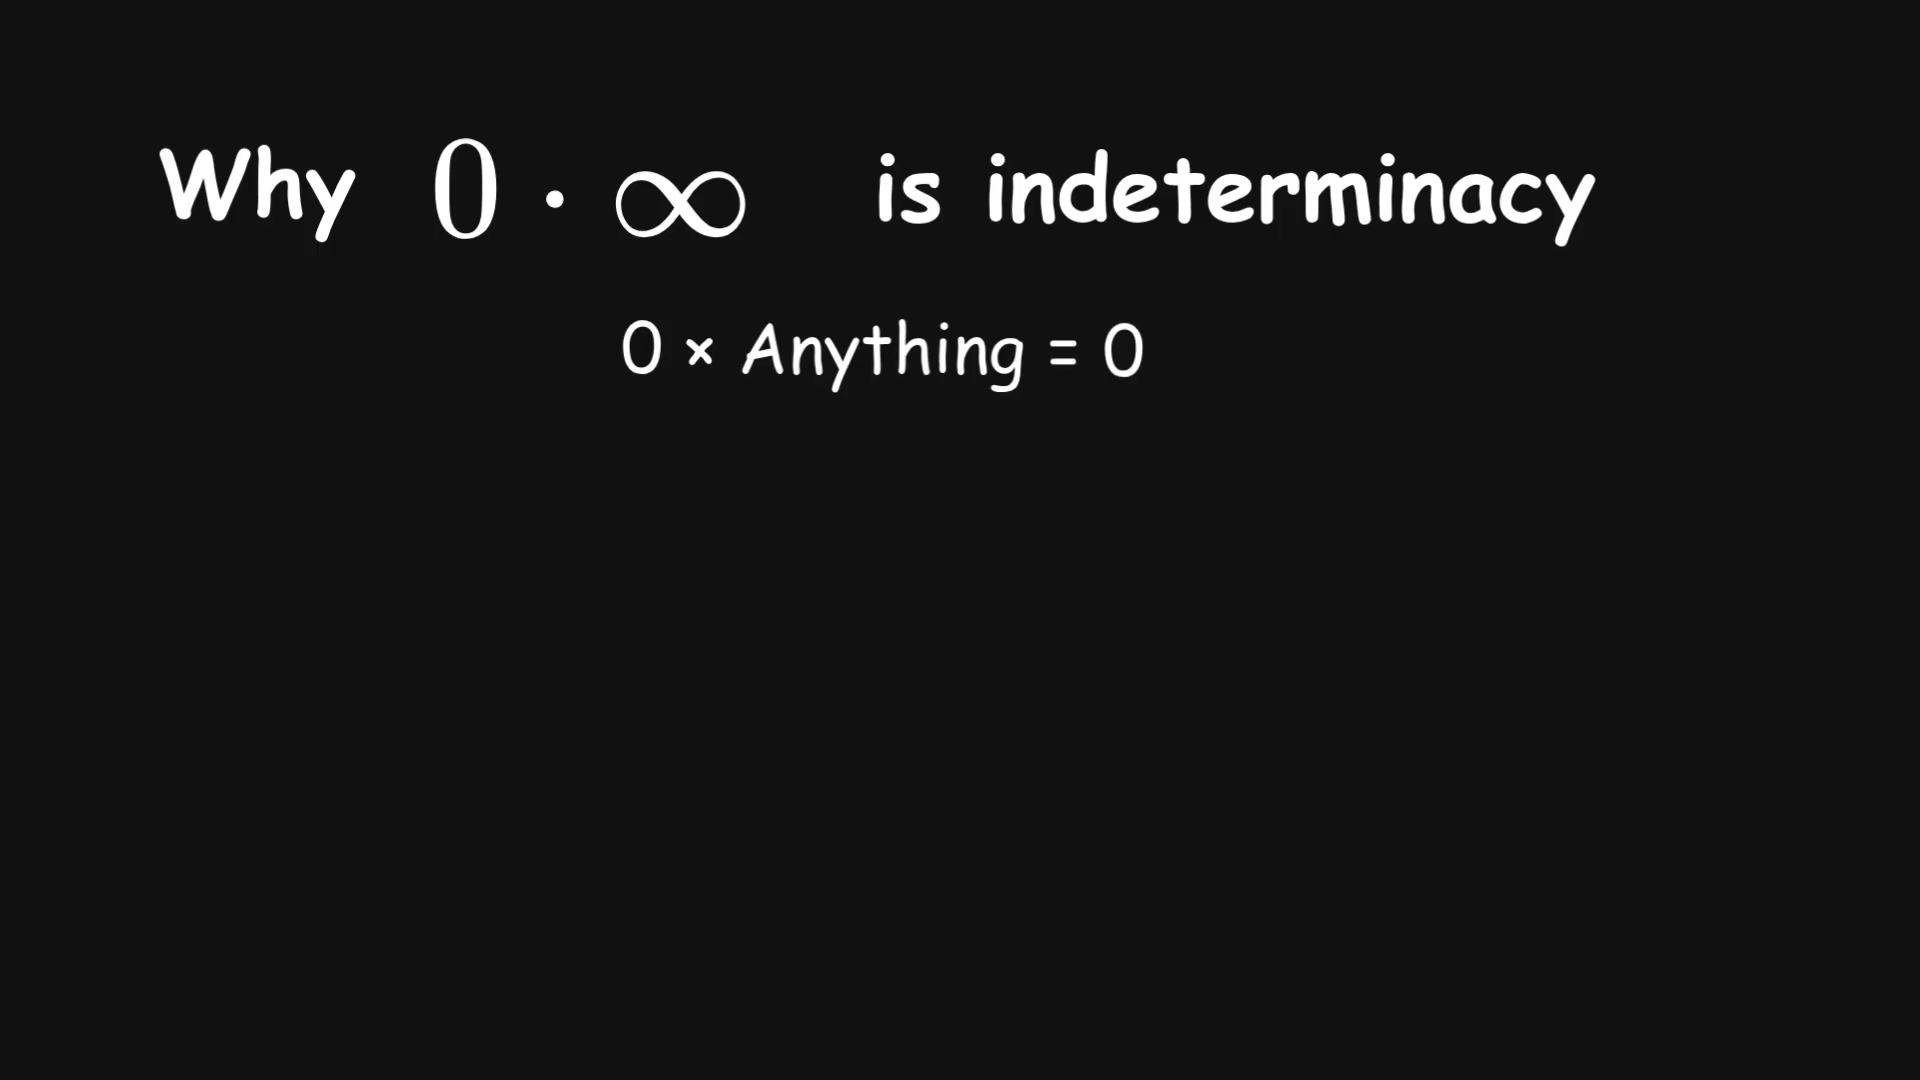 Why 0 · ∞ is indeterminacy
0 × Anything = 0